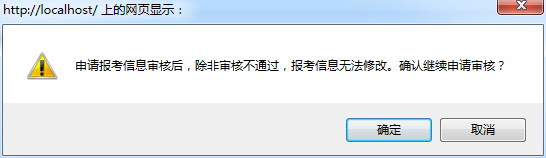 http://localhost/ 上的网页显示：
申请报考信息审核后，除非审核不通过，报考信息无法修改。确认继续申请审核？
确定
取消